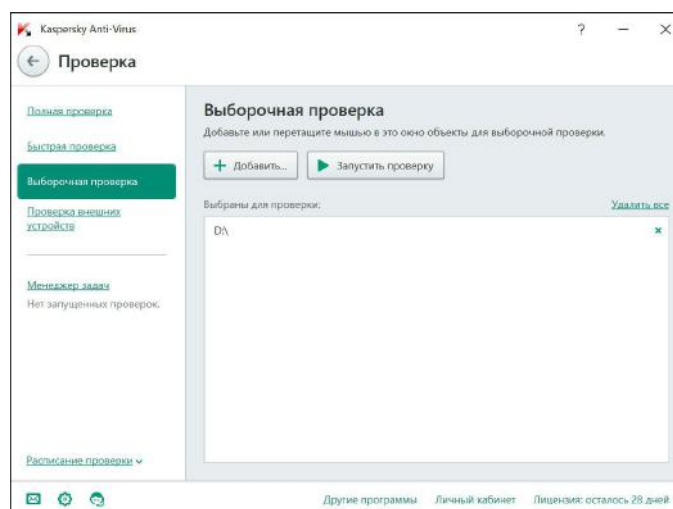 Kaspersky Anti-Virus
?
Проверка
Полная проверка
Быстрая проверка
Выборочная проверка
Проверка внешних
устройств
Менеджер задач
Нет запущенных проверок.
Расписание проверки
Выборочная проверка
Добавьте или перетащите мышью в это окно объекты для выборочной проверки.
Добавить...
Запустить проверку
Выбраны для проверки:
Удалить все
D:\
Другие программы
Личный кабинет
Лицензия: осталось 28 дней